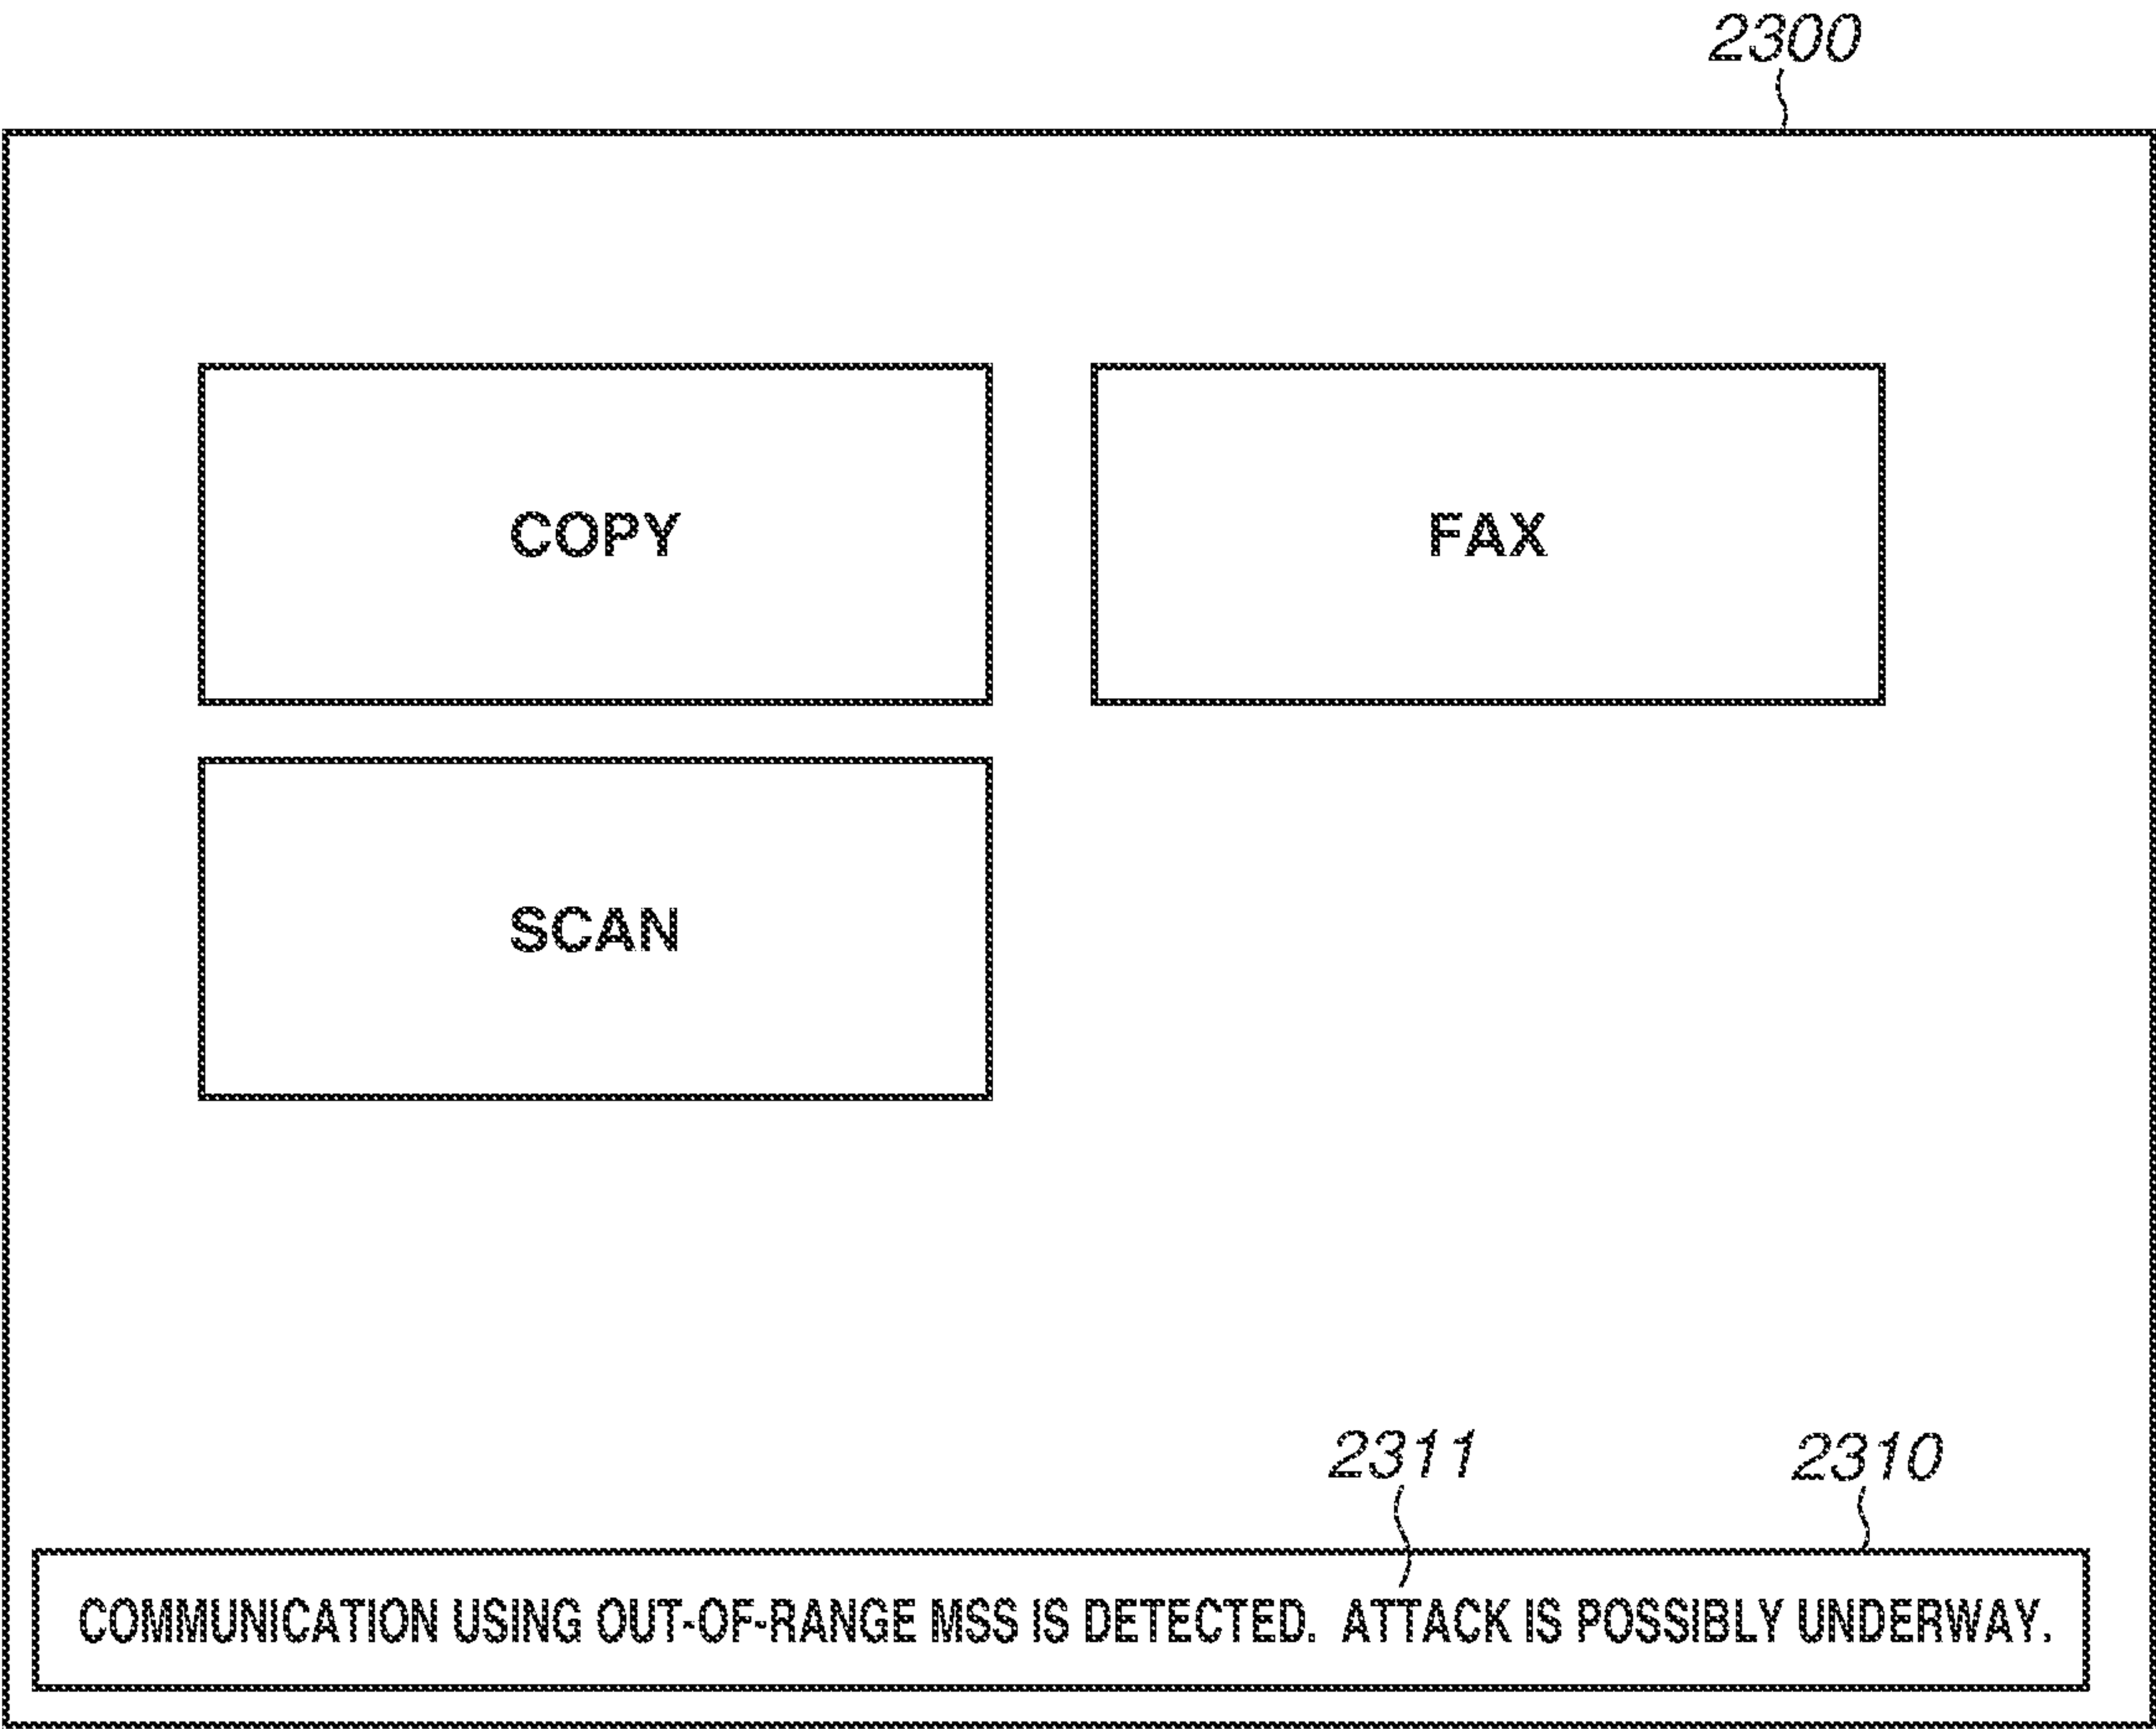 2300
COPY
FAX
SCAN
2311
2310
COMMUNICATION USING OUT-OF-RANGE MSS IS DETECTED. ATTACK IS POSSIBLY UNDERWAY.